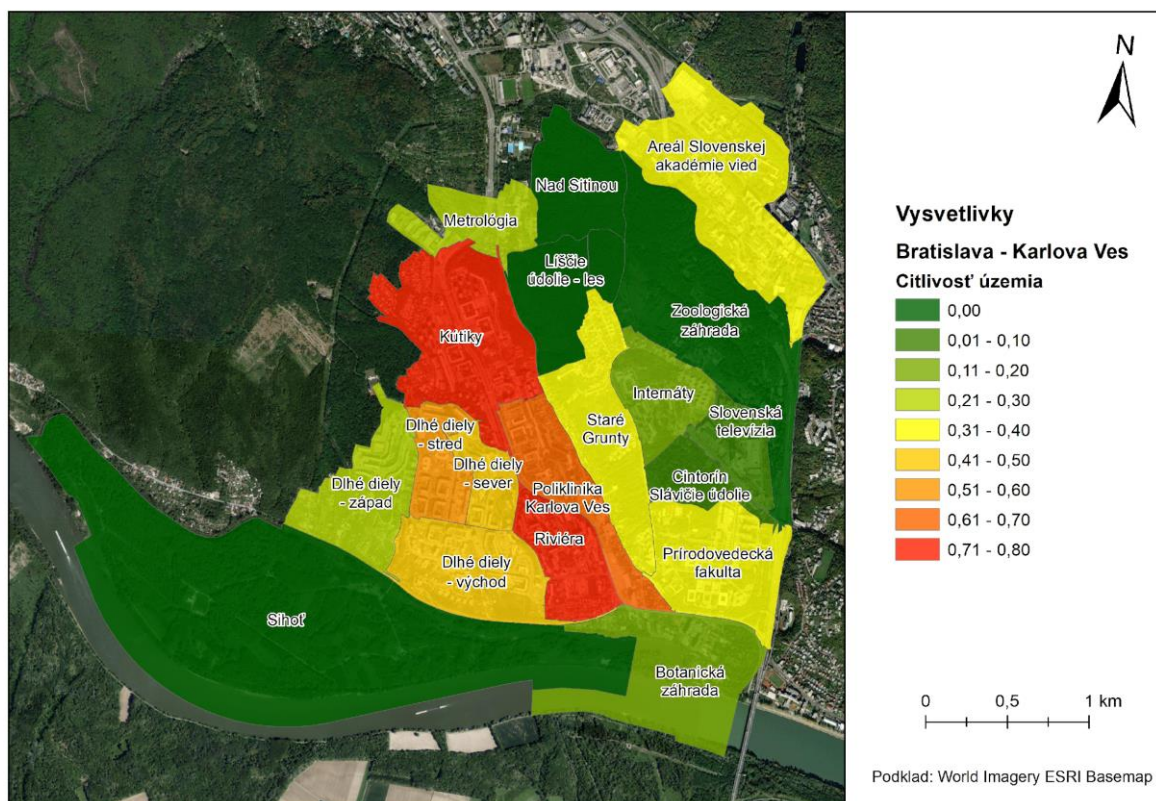 Areál Slovenskej
akadémie vied
Nad Sitinou
Metrológia
Líščie
údolie - les
Zoologická
záhrada
Kútiky
Internáty
Staré
Grunty
Slovenská
televízia
Dlhé diely
- stred
Dlhé diely
- sever
Dlhé diely
- západ
Cintorín
Slávičie údolie
Poliklinika
Karlova Ves
Riviéra
Prírodovedecká
fakulta
Dlhé diely
- východ
Sihoť
Botanická
záhrada
N
Vysvetlivky
Bratislava - Karlova Ves
Citlivosť územia
0,00
0,01 - 0,10
0,11 - 0,20
0,21 - 0,30
0,31 - 0,40
0,41 - 0,50
0,51 - 0,60
0,61 - 0,70
0,71 - 0,80
0 0,5 1 km
Podklad: World Imagery ESRI Basemap